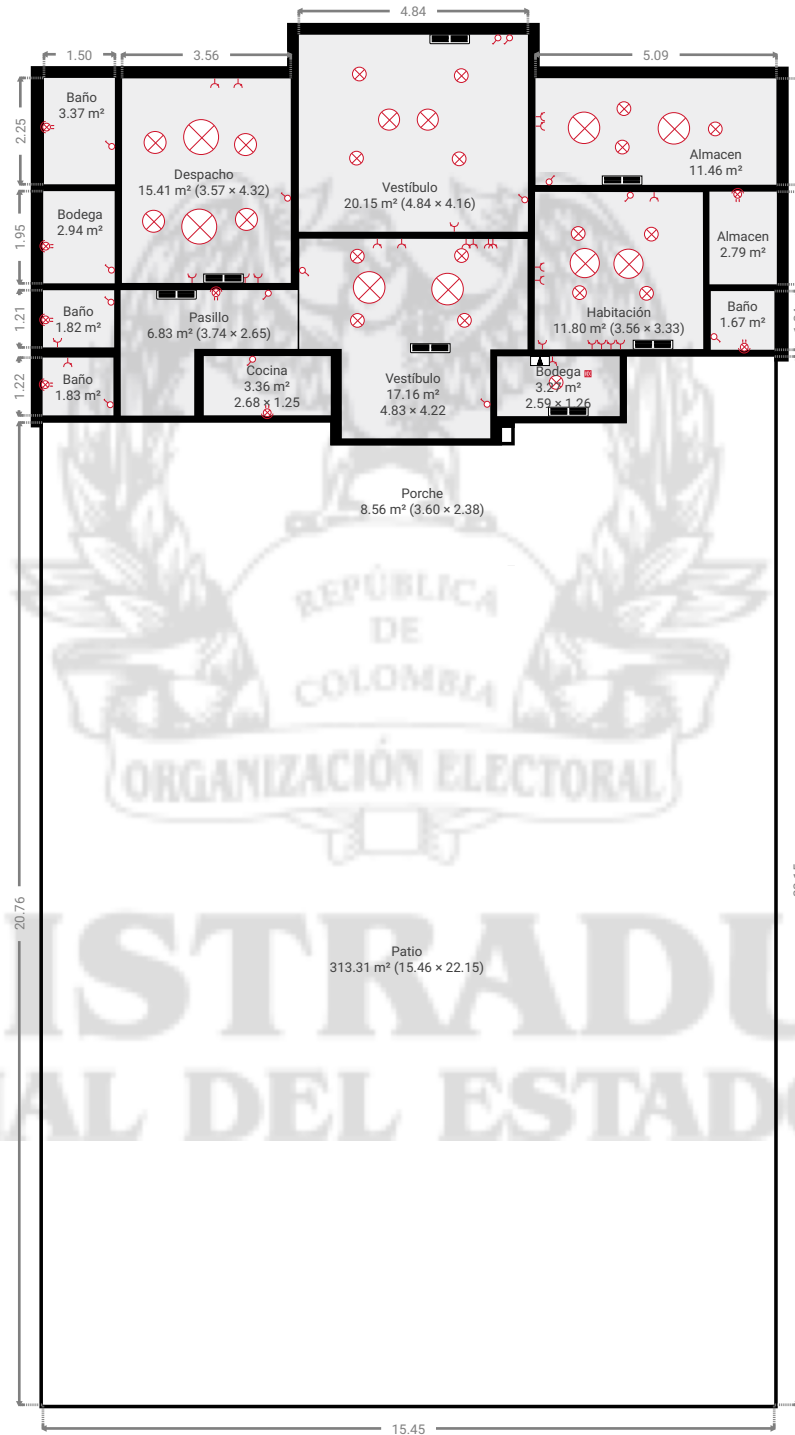 4.84
1.50
3.56
5.09
Baño
3.37 m²
2.25
Despacho
15.41 m² (3.57 × 4.32)
Vestíbulo
20.15 m² (4.84 × 4.16)
Almacen
11.46 m²
Bodega
2.94 m²
1.95
Almacen
2.79 m²
Baño
1.82 m²
1.21
Pasillo
6.83 m² (3.74 × 2.65)
Habitación
11.80 m² (3.56 × 3.33)
Baño
1.67 m²
Baño
1.83 m²
1.22
Cocina
3.36 m²
2.68 × 1.25
Vestíbulo
17.16 m²
4.83 × 4.22
Bodega
3.27 m²
2.59 × 1.26
Porche
8.56 m² (3.60 × 2.38)
REPÚBLICA
DE
COLOMBIA
ORGANIZACIÓN ELECTORAL
20.76
ISTRADU
Patio
313.31 m² (15.46 × 22.15)
NAL DEL ESTADO
15.45